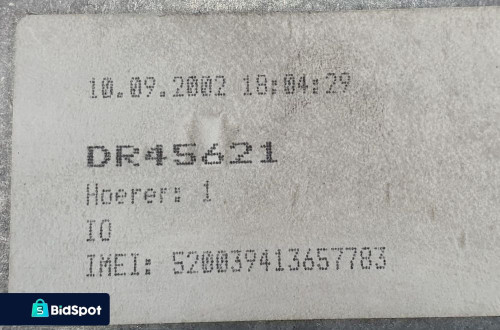 10.09.2002 18:04:29
DR45621
Hoerer: 1
IO
IMEI: 520039413657783
BidSpot